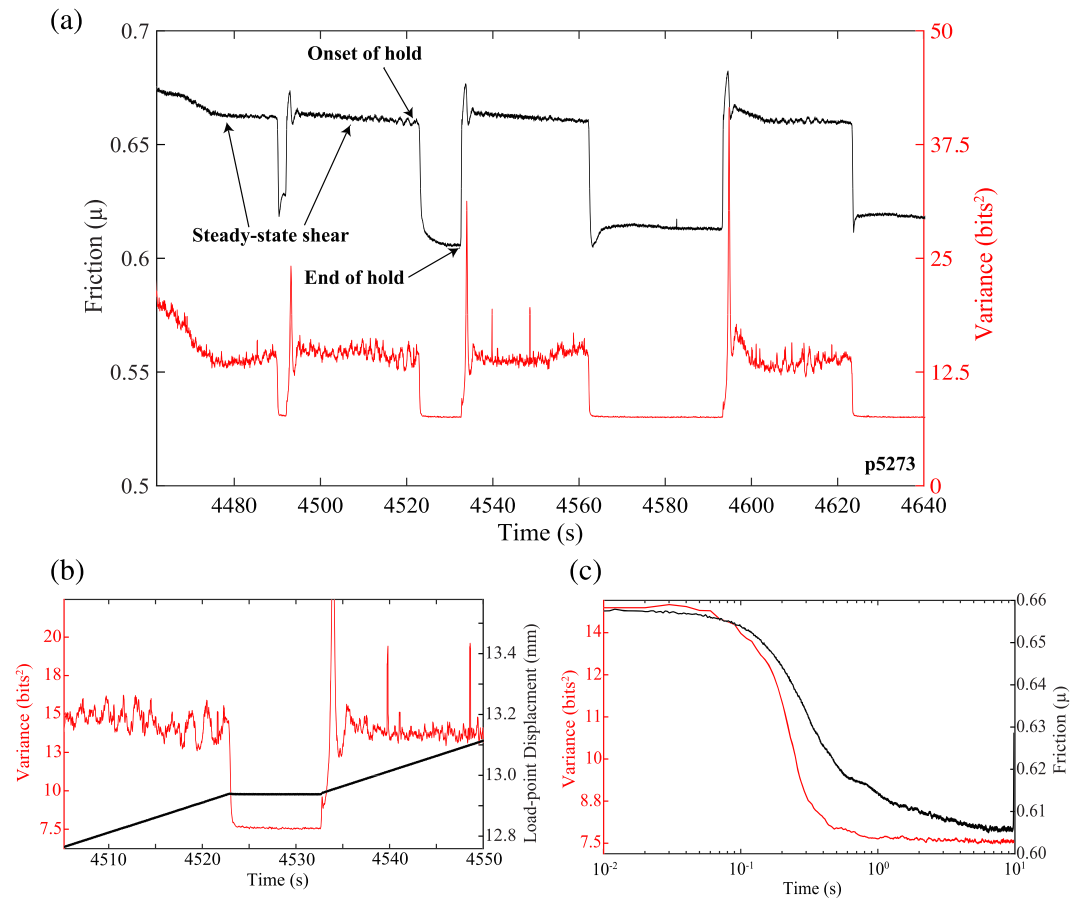 (a)
0.7
0.65
0.6
0.55
0.5
Friction (μ)
50
37.5
25
12.5
0
Variance (bits²)
Onset of hold
Steady-state shear
End of hold
p5273
4480 4500 4520 4540 4560 4580 4600 4620 4640
Time (s)
(b)
20
18
15
13
10
7.5
Variance (bits²)
13.4
13.2
13.0
12.8
Load-point Displacment (mm)
4510 4520 4530 4540 4550
Time (s)
(c)
14
12
11
10
8.8
7.5
Variance (bits²)
0.66
0.65
0.64
0.63
0.62
0.61
0.60
Friction (μ)
10⁻² 10⁻¹ 10⁰ 10¹
Time (s)